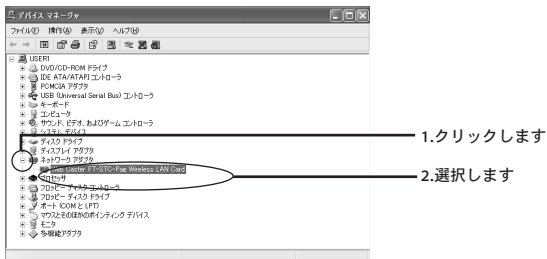 デバイス マネージャ
ファイル(F) 操作(A) 表示(V) ヘルプ(H)
USER1
DVD/CD-ROM ドライブ
IDE ATA/ATAPI コントローラ
PCMCIA アダプタ
USB (Universal Serial Bus) コントローラ
キーボード
コンピュータ
サウンド、ビデオ、およびゲーム コントローラ
システム デバイス
ディスク ドライブ
ディスプレイ アダプタ
ネットワーク アダプタ
Web Caster FT-STC-Pag Wireless LAN Card
プロセッサ
フロッピー ディスク コントローラ
フロッピー ディスク ドライブ
ポート (COM と LPT)
マウスとそのほかのポインティング デバイス
モニタ
多機能アダプタ
1.クリックします
2.選択します